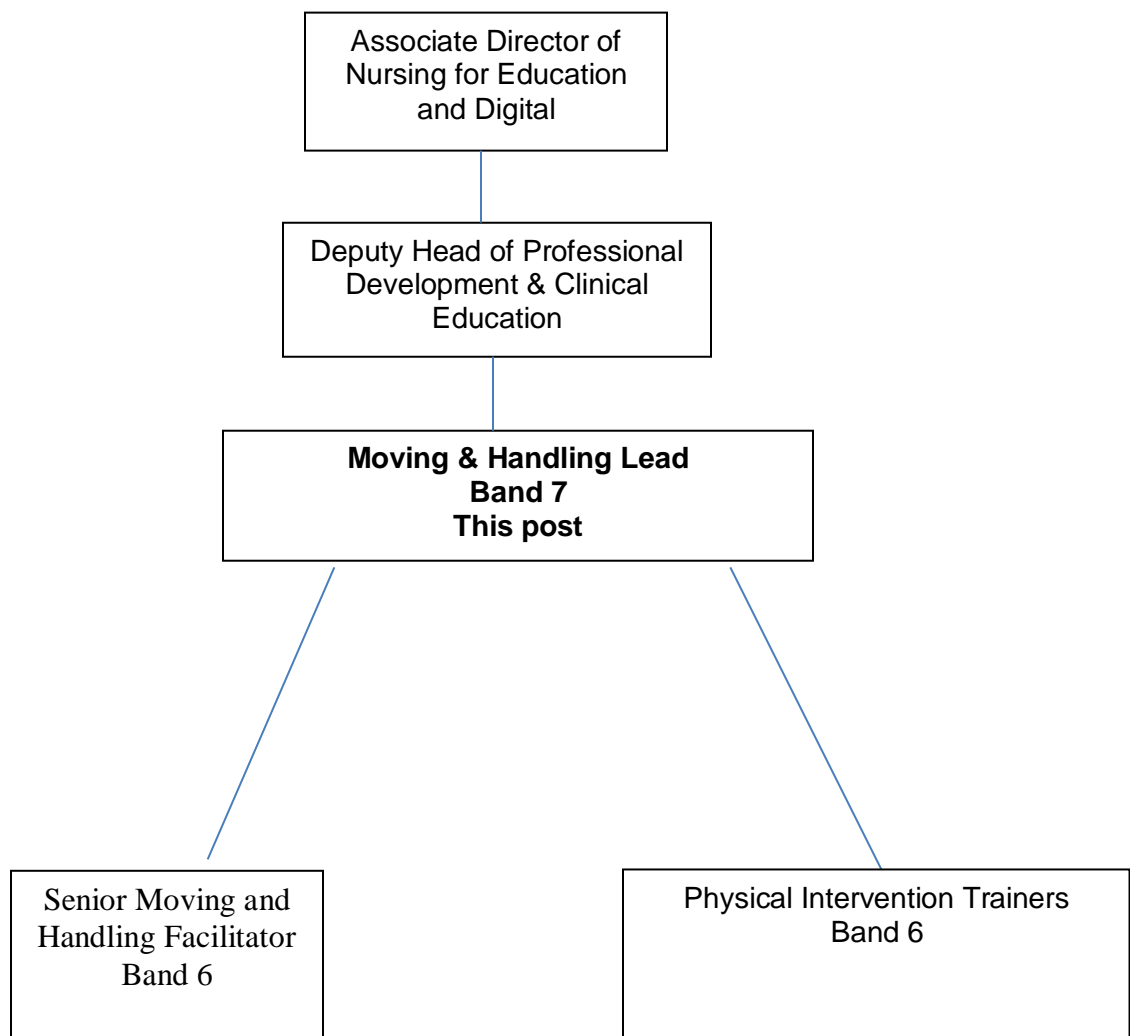 Associate Director of
Nursing for Education
and Digital
Deputy Head of Professional
Development & Clinical
Education
Moving & Handling Lead
Band 7
This post
Senior Moving and
Handling Facilitator
Band 6
Physical Intervention Trainers
Band 6